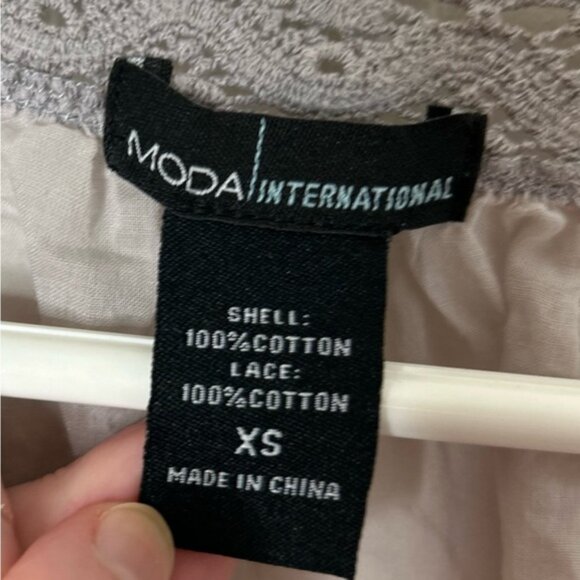 MODA INTERNATIONAL
SHELL:
100%COTTON
LACE:
100%COTTON
XS
MADE IN CHINA